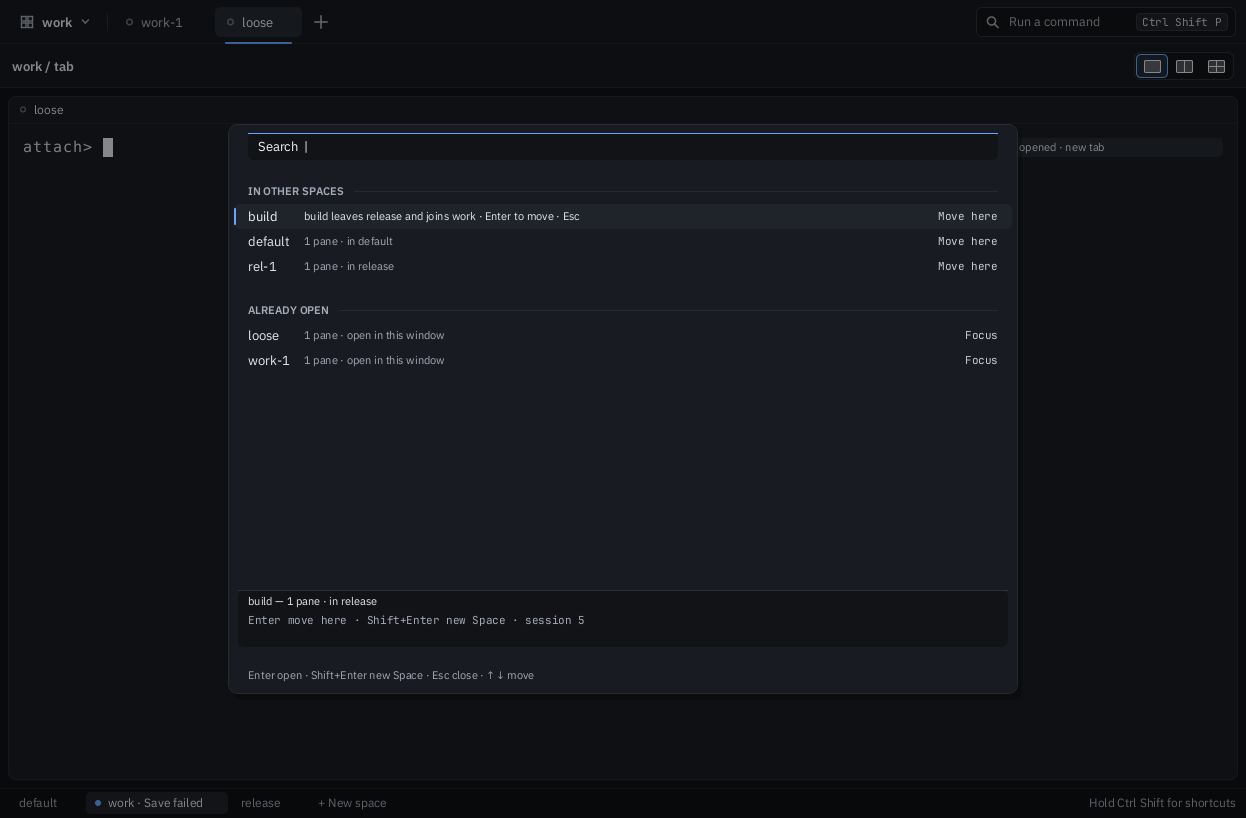 work work-1 loose Run a command Ctrl Shift P
work / tab
loose
attach> opened · new tab
Search
IN OTHER SPACES
build build leaves release and joins work · Enter to move · Esc Move here
default 1 pane · in default Move here
rel-1 1 pane · in release Move here
ALREADY OPEN
loose 1 pane · open in this window Focus
work-1 1 pane · open in this window Focus
build — 1 pane · in release
Enter move here · Shift+Enter new Space · session 5
Enter open · Shift+Enter new Space · Esc close · ↑ ↓ move
default work · Save failed release + New space Hold Ctrl Shift for shortcuts